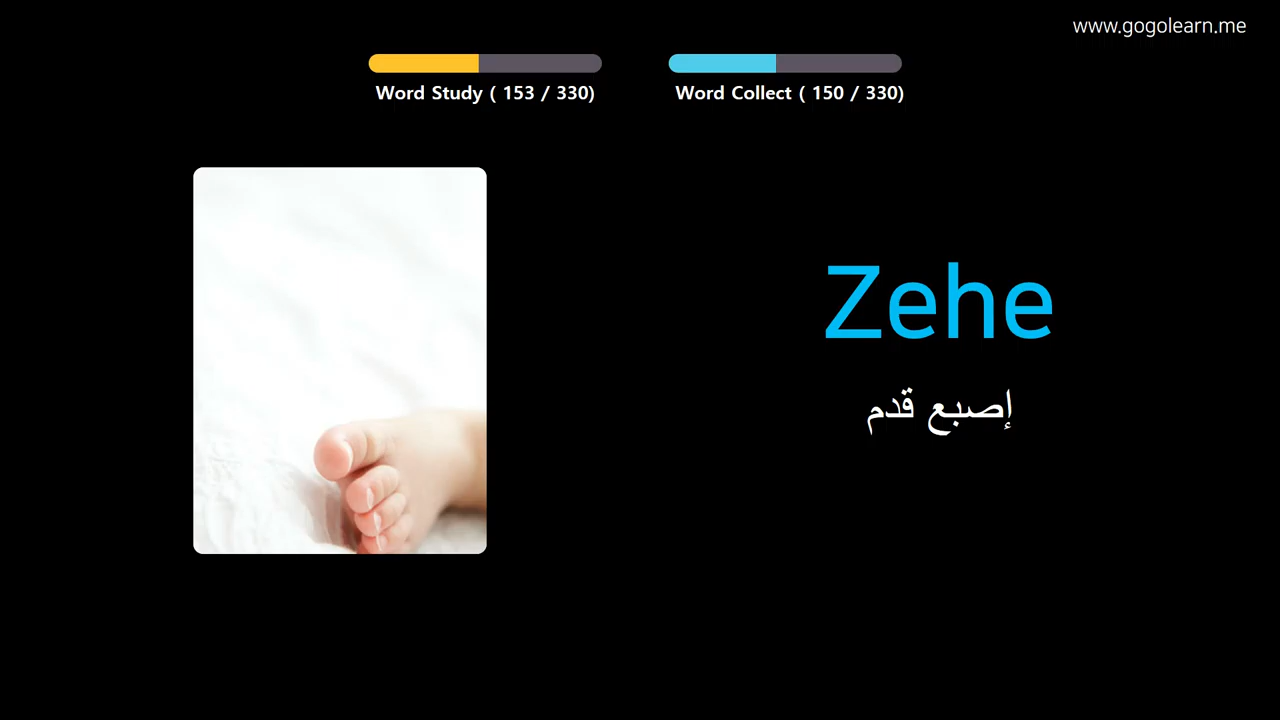 www.gogolearn.me
Word Study ( 153 / 330)
Word Collect ( 150 / 330)
Zehe
إصبع قدم